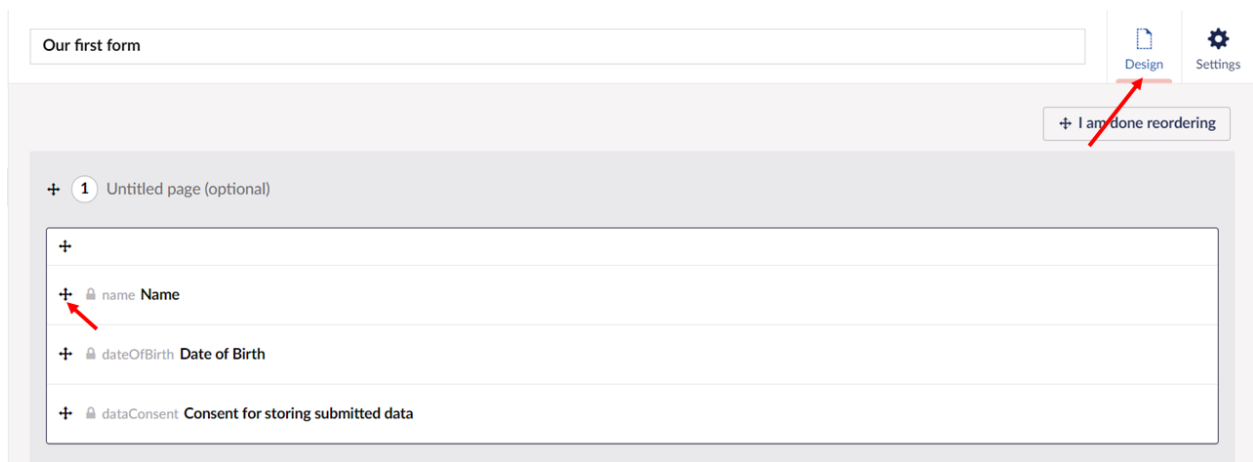 Our first form
Design
Settings
I am done reordering
1 Untitled page (optional)
name Name
dateOfBirth Date of Birth
dataConsent Consent for storing submitted data